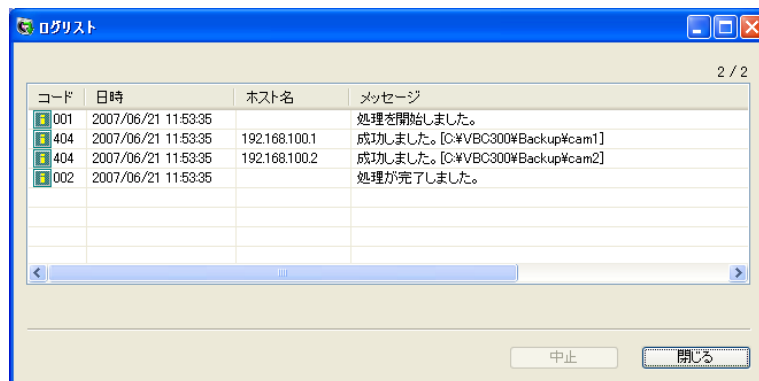 ログリスト
2 / 2
コード 日時 ホスト名 メッセージ
001 2007/06/21 11:53:35 処理を開始しました。
404 2007/06/21 11:53:35 192.168.100.1 成功しました。[C:¥VBC300¥Backup¥cam1]
404 2007/06/21 11:53:35 192.168.100.2 成功しました。[C:¥VBC300¥Backup¥cam2]
002 2007/06/21 11:53:35 処理が完了しました。
中止 閉じる